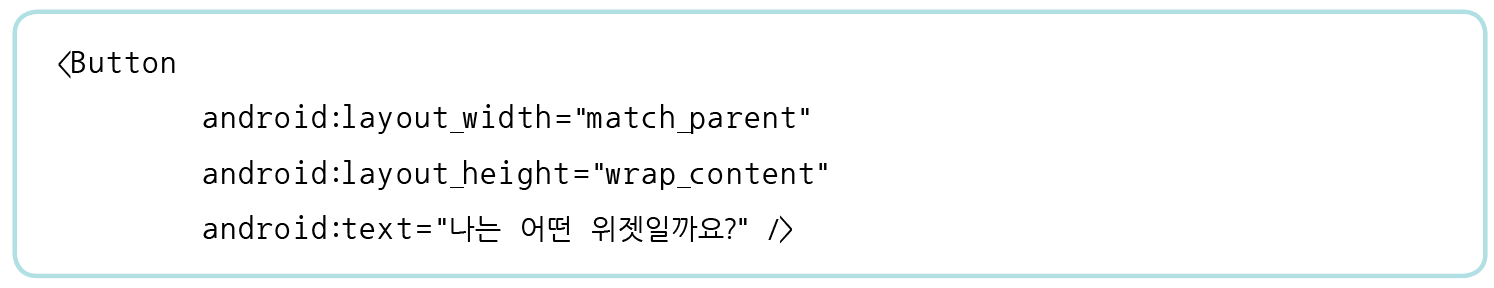 <Button
android:layout_width="match_parent"
android:layout_height="wrap_content"
android:text="나는 어떤 위젯일까요?" />